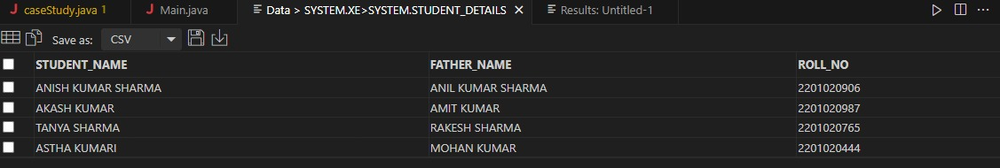 caseStudy.java 1 Main.java Data > SYSTEM.XE>SYSTEM.STUDENT_DETAILS Results: Untitled-1
Save as: CSV
STUDENT_NAME FATHER_NAME ROLL_NO
ANISH KUMAR SHARMA ANIL KUMAR SHARMA 2201020906
AKASH KUMAR AMIT KUMAR 2201020987
TANYA SHARMA RAKESH SHARMA 2201020765
ASTHA KUMARI MOHAN KUMAR 2201020444